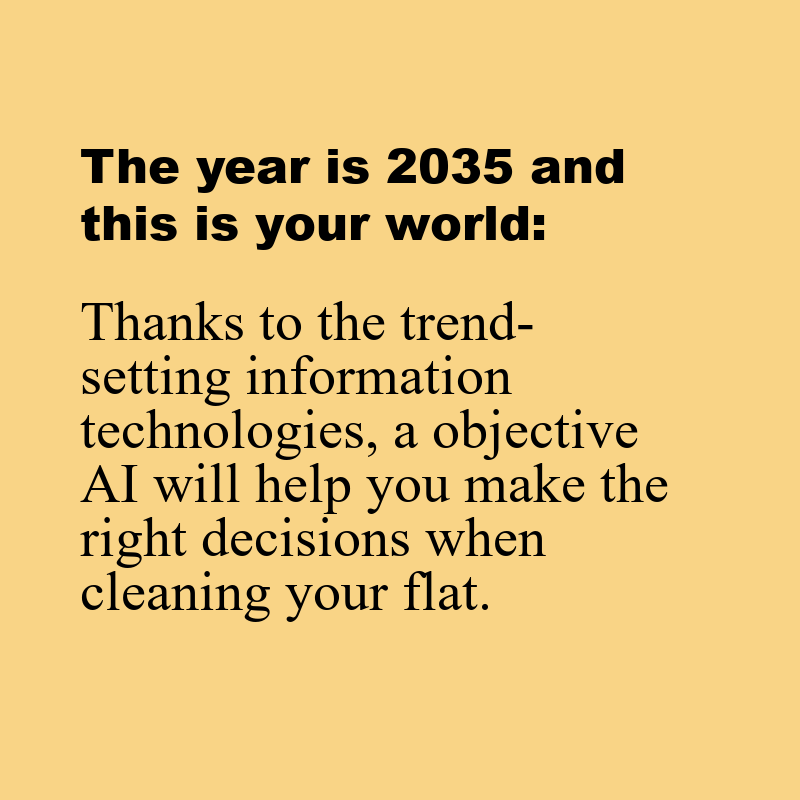 The year is 2035 and
this is your world:
Thanks to the trend-
setting information
technologies, a objective
AI will help you make the
right decisions when
cleaning your flat.